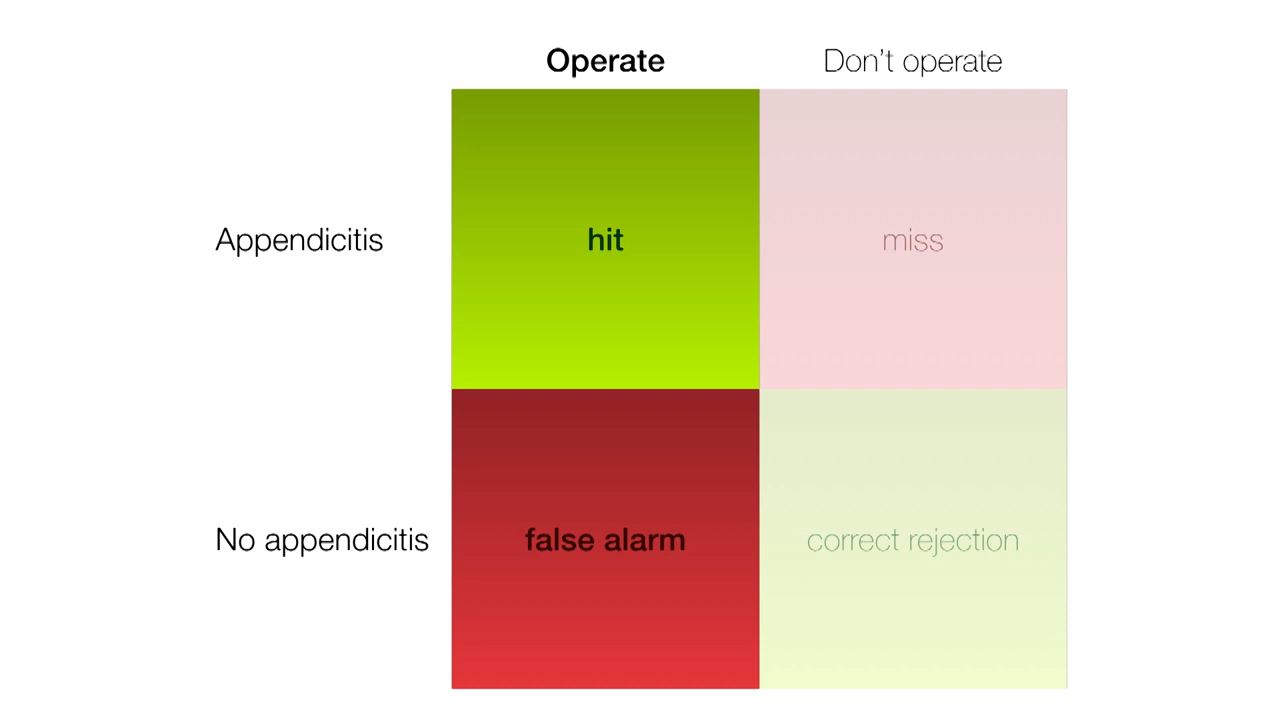 Operate
Don’t operate
Appendicitis
hit
miss
No appendicitis
false alarm
correct rejection